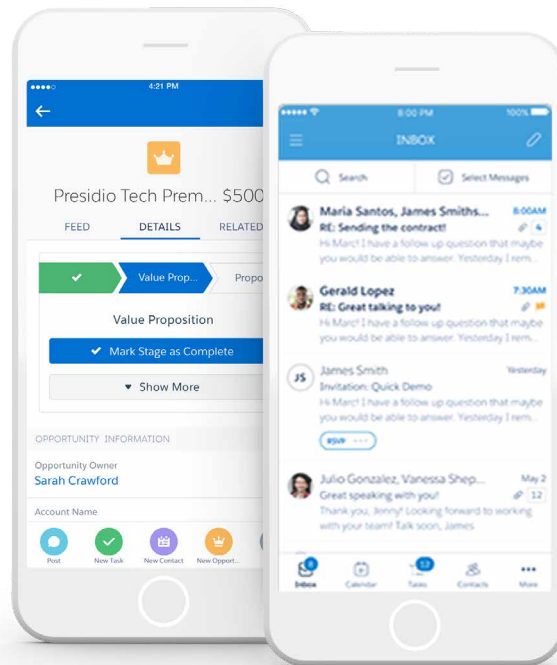 4:21 PM
Presidio Tech Prem... $500
FEED DETAILS RELATED
Value Prop... Propo
Value Proposition
Mark Stage as Complete
Show More
OPPORTUNITY INFORMATION
Opportunity Owner
Sarah Crawford
Account Name
Post New Task New Contact New Opport...
8:00 PM 100%
INBOX
Search Select Messages
Maria Santos, James Smiths... 8:00AM
RE: Sending the contract! 4
Hi Marc! I have a follow up question that maybe
you would be able to answer. Yesterday I rem...
Gerald Lopez 7:30AM
RE: Great talking to you!
Hi Marc! I have a follow up question that maybe
you would be able to answer. Yesterday I rem...
JS James Smith Yesterday
Invitation: Quick Demo
Hi Marc! I have a follow up question that maybe
you would be able to answer. Yesterday I rem...
RSVP ...
Julio Gonzalez, Vanessa Shep... May 2
Great speaking with you! 12
Thank you, Jenny! Looking forward to working
with your team! Talk soon, James
8 12
Inbox Calendar Tasks Contacts More